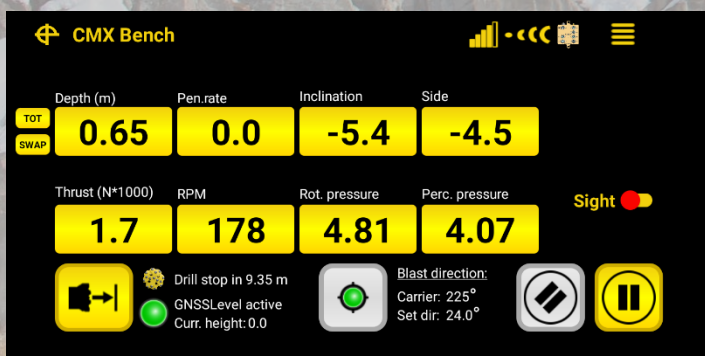 CMX Bench
Depth (m) Pen.rate Inclination Side
TOT
SWAP
0.65 0.0 -5.4 -4.5
Thrust (N*1000) RPM Rot. pressure Perc. pressure
Sight
1.7 178 4.81 4.07
Drill stop in 9.35 m
GNSSLevel active
Curr. height: 0.0
Blast direction:
Carrier: 225°
Set dir: 24.0°